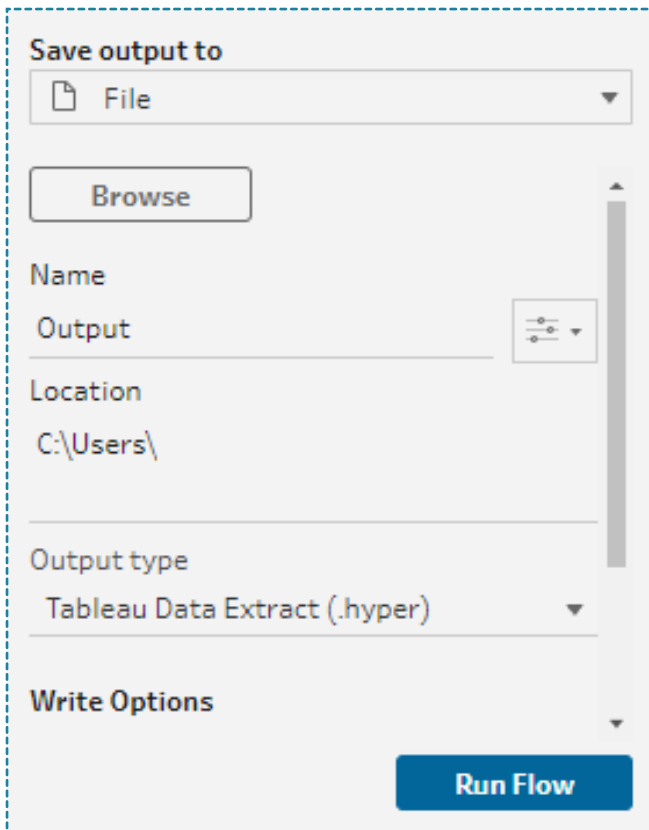 Save output to
File
Browse
Name
Output
Location
C:\Users\
Output type
Tableau Data Extract (.hyper)
Write Options
Run Flow